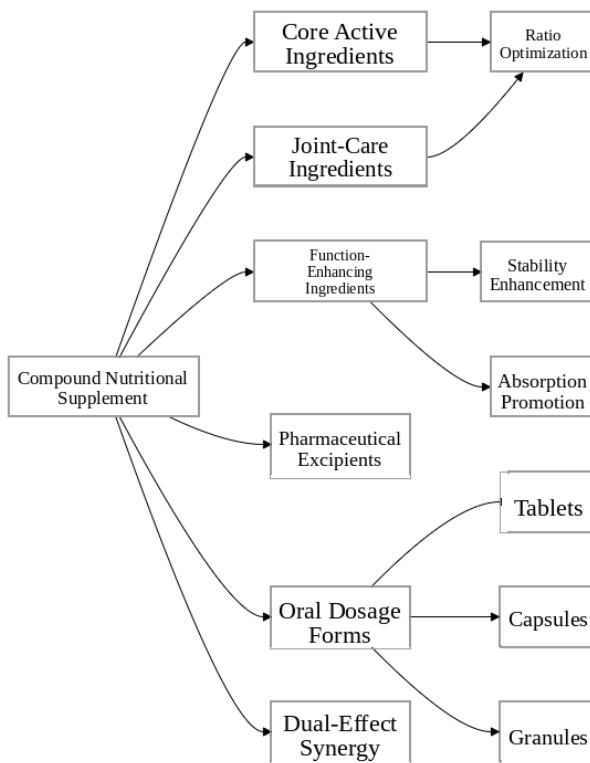 Core Active
Ingredients
Ratio
Optimization
Joint-Care
Ingredients
Function-
Enhancing
Ingredients
Stability
Enhancement
Compound Nutritional
Supplement
Absorption
Promotion
Pharmaceutical
Excipients
Tablets
Oral Dosage
Forms
Capsules
Dual-Effect
Synergy
Granules